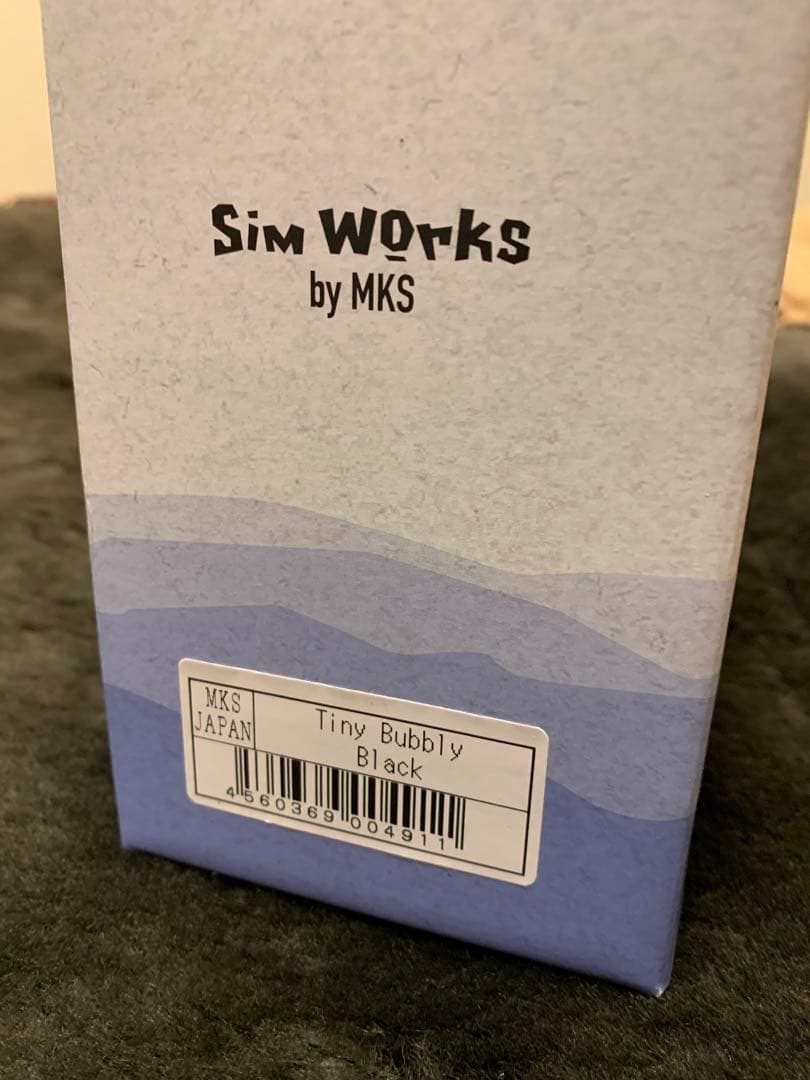 SiM WOrKS
by MKS
MKS
JAPAN
Tiny Bubbly
Black
4560369004911